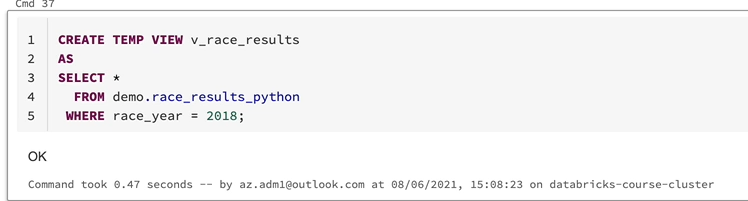 Cmd 37
1 CREATE TEMP VIEW v_race_results
2 AS
3 SELECT *
4 FROM demo.race_results_python
5 WHERE race_year = 2018;
OK
Command took 0.47 seconds -- by az.adm1@outlook.com at 08/06/2021, 15:08:23 on databricks-course-cluster